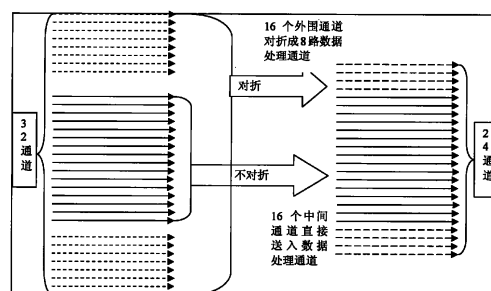 16 个外围通道
对折成8路数据
处理通道
对折
32通道
不对折
24通道
16 个中间
通道直接
送入数据
处理通道